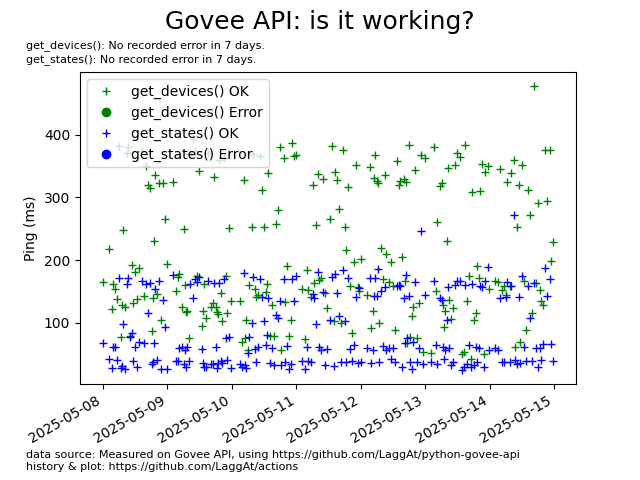 Govee API: is it working?
get_devices(): No recorded error in 7 days.
get_states(): No recorded error in 7 days.
get_devices() OK
get_devices() Error
get_states() OK
get_states() Error
Ping (ms)
400
300
200
100
2025-05-08
2025-05-09
2025-05-10
2025-05-11
2025-05-12
2025-05-13
2025-05-14
2025-05-15
data source: Measured on Govee API, using https://github.com/LaggAt/python-govee-api
history & plot: https://github.com/LaggAt/actions